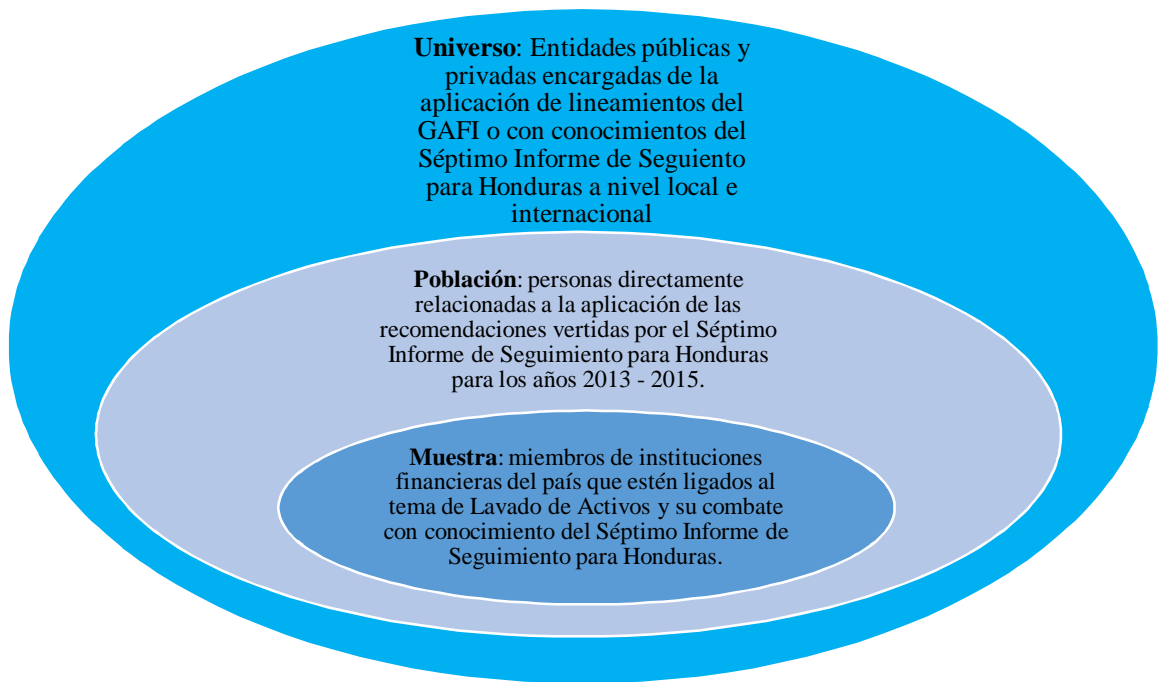 Universo: Entidades públicas y
privadas encargadas de la
aplicación de lineamientos del
GAFI o con conocimientos del
Séptimo Informe de Seguiento
para Honduras a nivel local e
internacional
Población: personas directamente
relacionadas a la aplicación de las
recomendaciones vertidas por el Séptimo
Informe de Seguimiento para Honduras
para los años 2013 - 2015.
Muestra: miembros de instituciones
financieras del país que estén ligados al
tema de Lavado de Activos y su combate
con conocimiento del Séptimo Informe de
Seguimiento para Honduras.